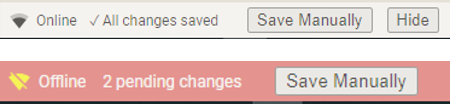 Online ✓ All changes saved Save Manually Hide
Offline 2 pending changes Save Manually